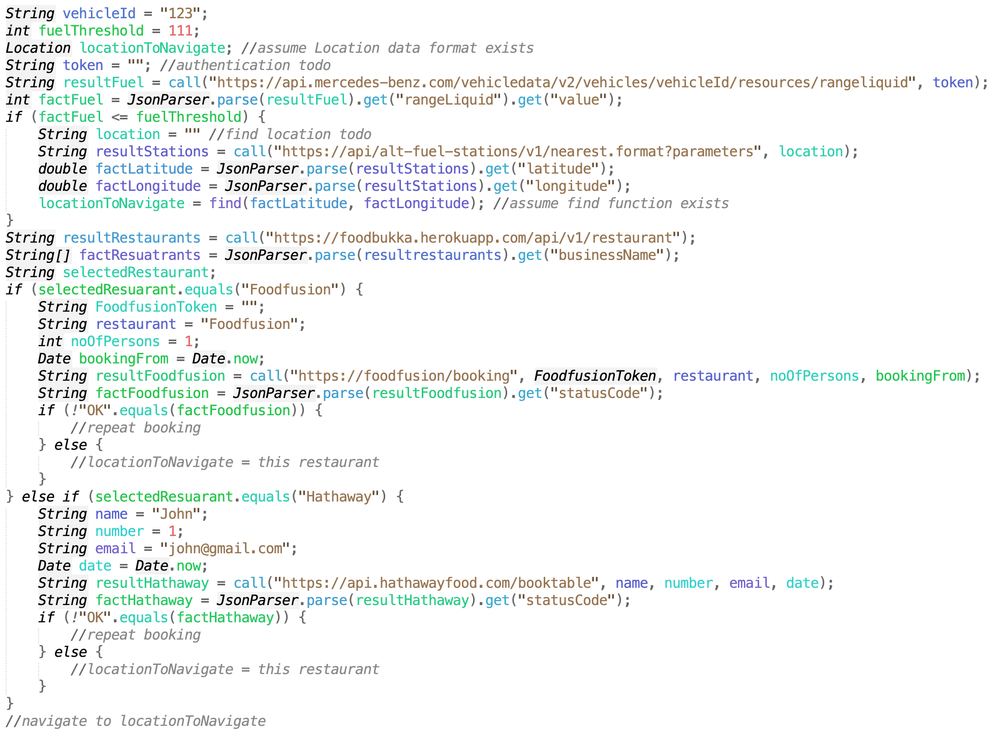 String vehicleId = "123";
int fuelThreshold = 111;
Location locationToNavigate; //assume Location data format exists
String token = ""; //authentication todo
String resultFuel = call("https://api.mercedes-benz.com/vehicledata/v2/vehicles/vehicleId/resources/rangeliquid", token);
int factFuel = JsonParser.parse(resultFuel).get("rangeLiquid").get("value");
if (factFuel <= fuelThreshold) {
    String location = "" //find location todo
    String resultStations = call("https://api/alt-fuel-stations/v1/nearest.format?parameters", location);
    double factLatitude = JsonParser.parse(resultStations).get("latitude");
    double factLongitude = JsonParser.parse(resultStations).get("longitude");
    locationToNavigate = find(factLatitude, factLongitude); //assume find function exists
}
String resultRestaurants = call("https://foodbukka.herokuapp.com/api/v1/restaurant");
String[] factResuatrants = JsonParser.parse(resultrestaurants).get("businessName");
String selectedRestaurant;
if (selectedResuarant.equals("Foodfusion") {
    String FoodfusionToken = "";
    String restaurant = "Foodfusion";
    int noOfPersons = 1;
    Date bookingFrom = Date.now;
    String resultFoodfusion = call("https://foodfusion/booking", FoodfusionToken, restaurant, noOfPersons, bookingFrom);
    String factFoodfusion = JsonParser.parse(resultFoodfusion).get("statusCode");
    if (!"OK".equals(factFoodfusion)) {
        //repeat booking
    } else {
        //locationToNavigate = this restaurant
    }
} else if (selectedResuarant.equals("Hathaway") {
    String name = "John";
    String number = 1;
    String email = "john@gmail.com";
    Date date = Date.now;
    String resultHathaway = call("https://api.hathawayfood.com/booktable", name, number, email, date);
    String factHathaway = JsonParser.parse(resultHathaway).get("statusCode");
    if (!"OK".equals(factHathaway)) {
        //repeat booking
    } else {
        //locationToNavigate = this restaurant
    }
}
//navigate to locationToNavigate